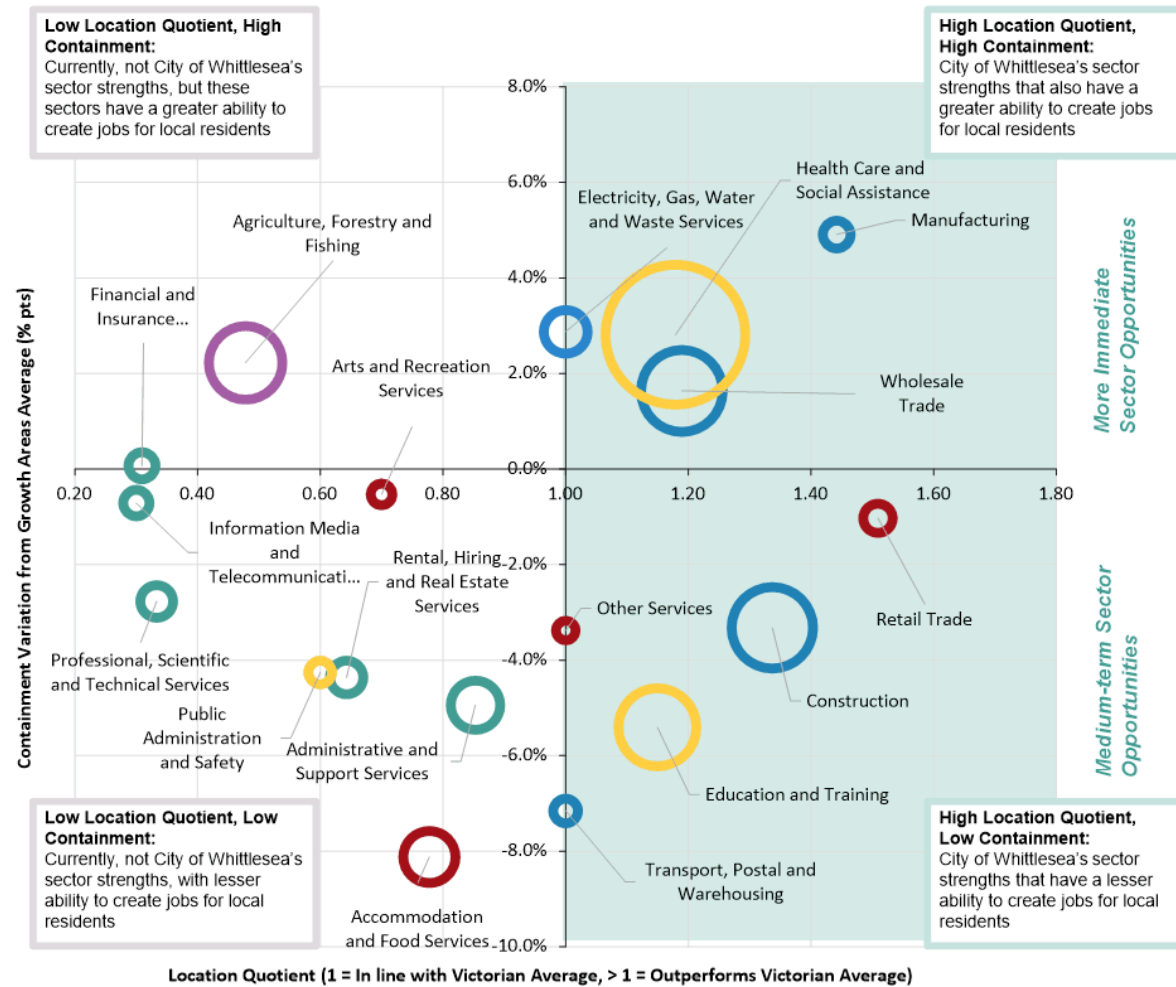 Low Location Quotient, High
Containment:
Currently, not City of Whittlesea's
sector strengths, but these
sectors have a greater ability to
create jobs for local residents
High Location Quotient,
High Containment:
City of Whittlesea's sector
strengths that also have a
greater ability to create jobs
for local residents
8.0%
6.0%
4.0%
2.0%
0.0%
-2.0%
-4.0%
-6.0%
-8.0%
-10.0%
Containment Variation from Growth Areas Average (% pts)
Health Care and
Social Assistance
Electricity, Gas, Water
and Waste Services
Manufacturing
Agriculture, Forestry and
Fishing
Financial and
Insurance...
Arts and Recreation
Services
Wholesale
Trade
More Immediate
Sector Opportunities
0.20
0.40
0.60
0.80
1.00
1.20
1.40
1.60
1.80
Information Media
and
Telecommunicati...
Rental, Hiring
and Real Estate
Services
Other Services
Retail Trade
Professional, Scientific
and Technical Services
Construction
Public
Administration
and Safety
Administrative and
Support Services
Education and Training
Medium-term Sector
Opportunities
Transport, Postal and
Warehousing
Accommodation
and Food Services
Low Location Quotient, Low
Containment:
Currently, not City of Whittlesea's
sector strengths, with lesser
ability to create jobs for local
residents
High Location Quotient,
Low Containment:
City of Whittlesea's sector
strengths that have a lesser
ability to create jobs for local
residents
Location Quotient (1 = In line with Victorian Average, > 1 = Outperforms Victorian Average)